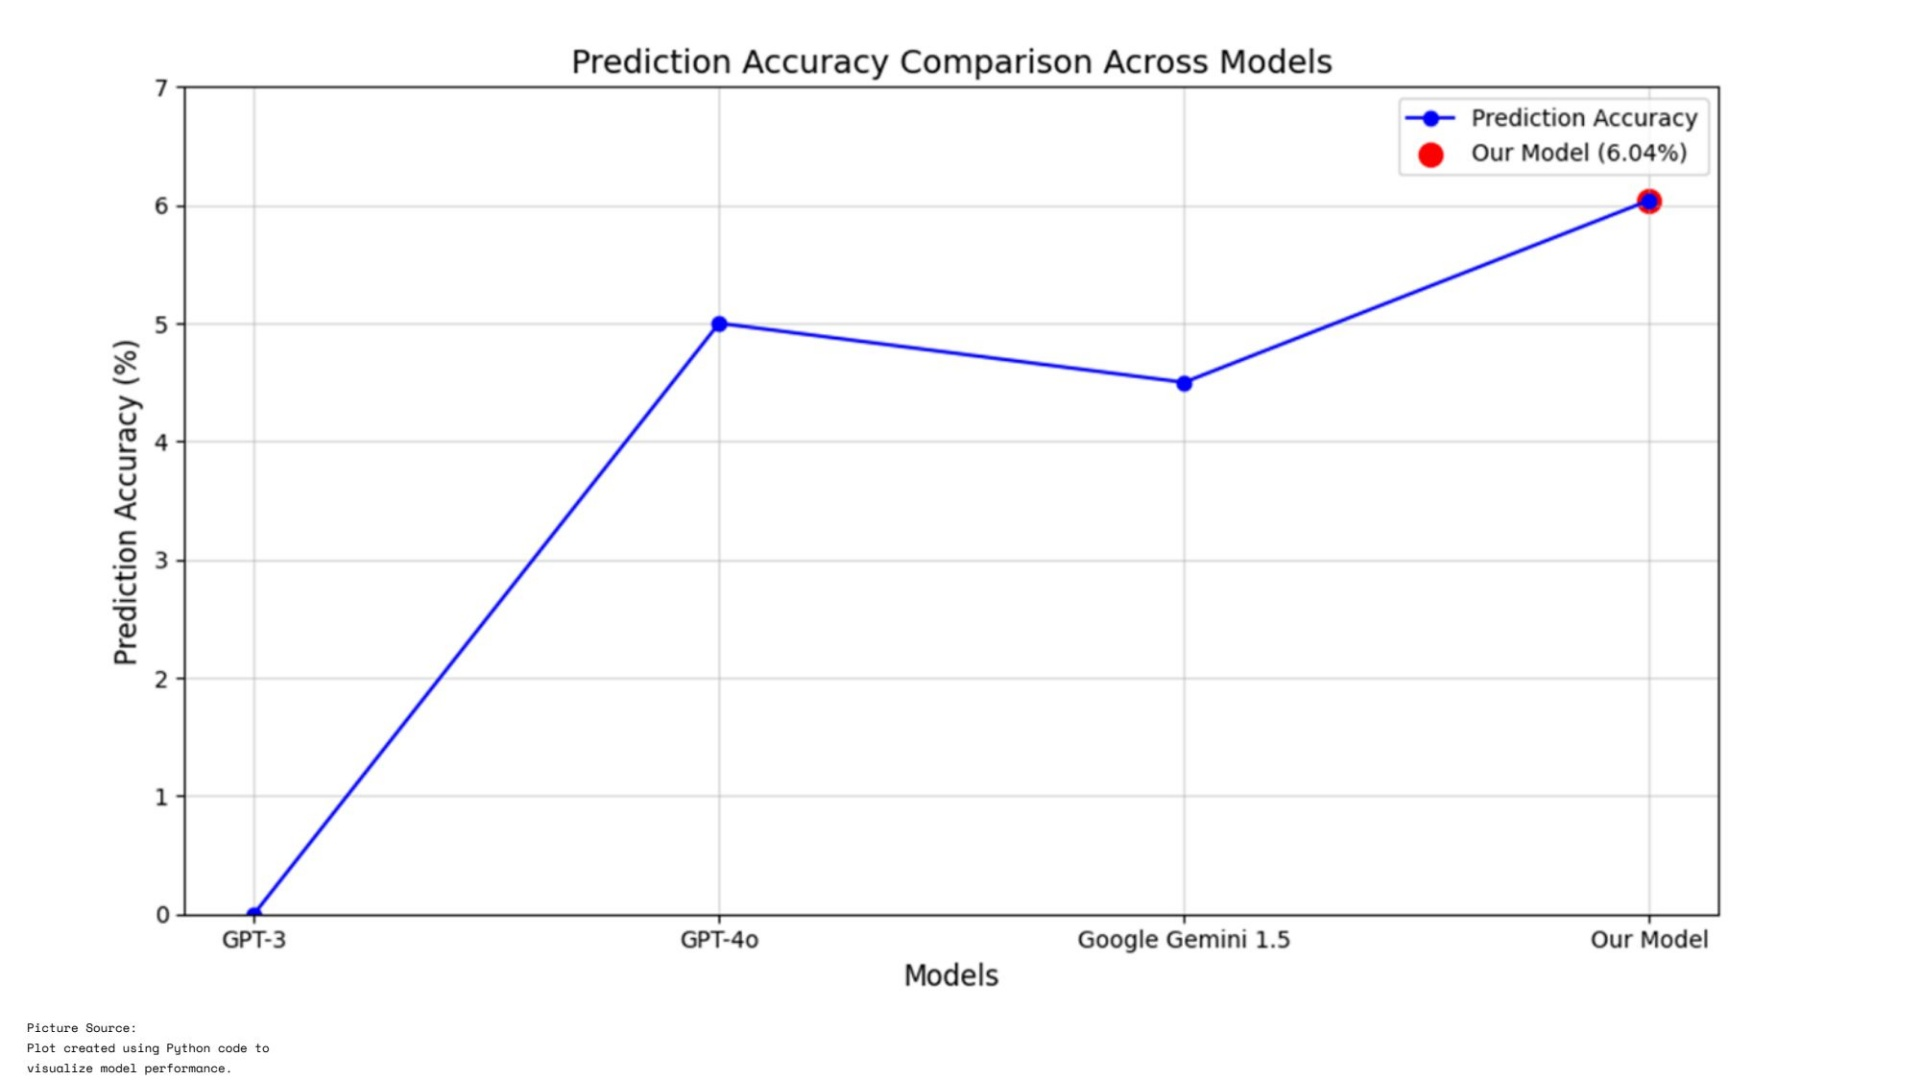 Prediction Accuracy Comparison Across Models
Prediction Accuracy
Our Model (6.04%)
Prediction Accuracy (%)
7
6
5
4
3
2
1
0
GPT-3 GPT-4o Google Gemini 1.5 Our Model
Models
Picture Source:
Plot created using Python code to
visualize model performance.